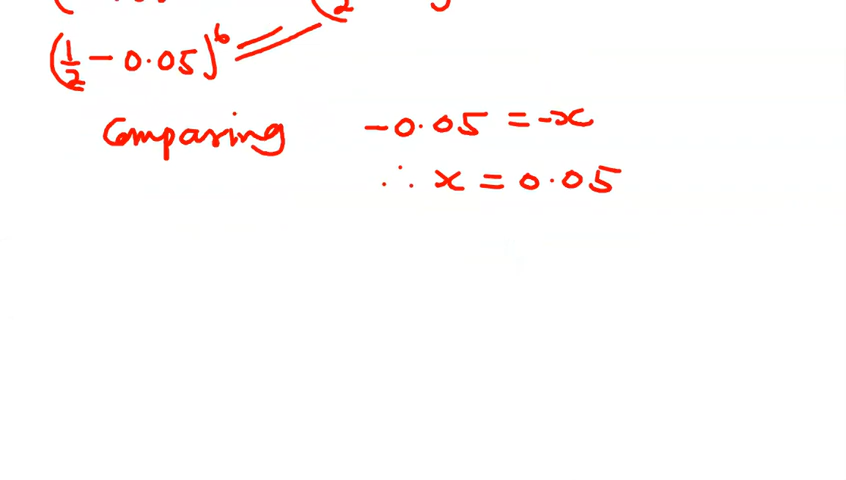 (1/2 - 0.05)^6
Comparing -0.05 = -x
∴ x = 0.05